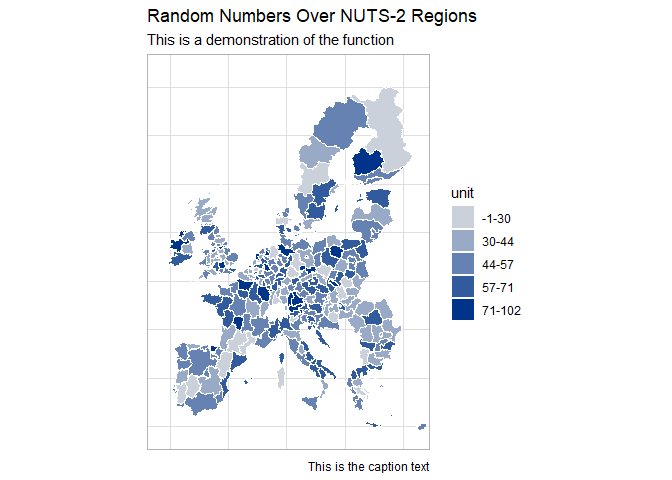 Random Numbers Over NUTS-2 Regions
This is a demonstration of the function
unit
-1-30
30-44
44-57
57-71
71-102
This is the caption text